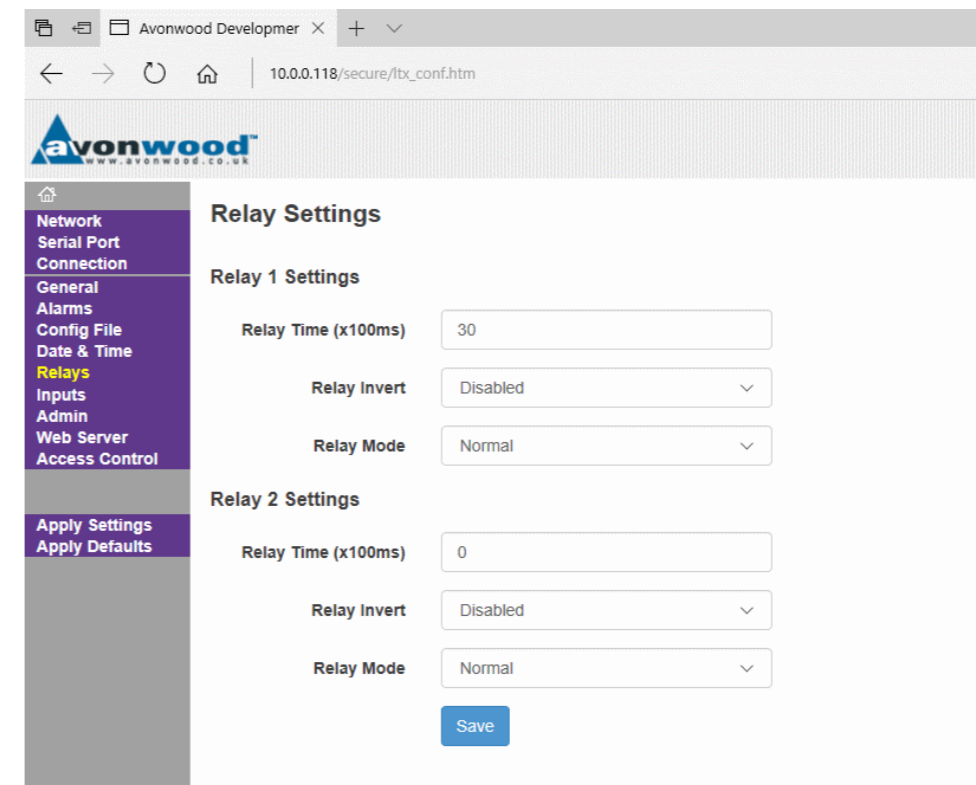 Avonwood Developmer
10.0.0.118/secure/ltx_conf.htm
avonwood™
www.avonwood.co.uk
Network
Serial Port
Connection
General
Alarms
Config File
Date & Time
Relays
Inputs
Admin
Web Server
Access Control
Apply Settings
Apply Defaults
Relay Settings
Relay 1 Settings
Relay Time (x100ms) 30
Relay Invert Disabled
Relay Mode Normal
Relay 2 Settings
Relay Time (x100ms) 0
Relay Invert Disabled
Relay Mode Normal
Save